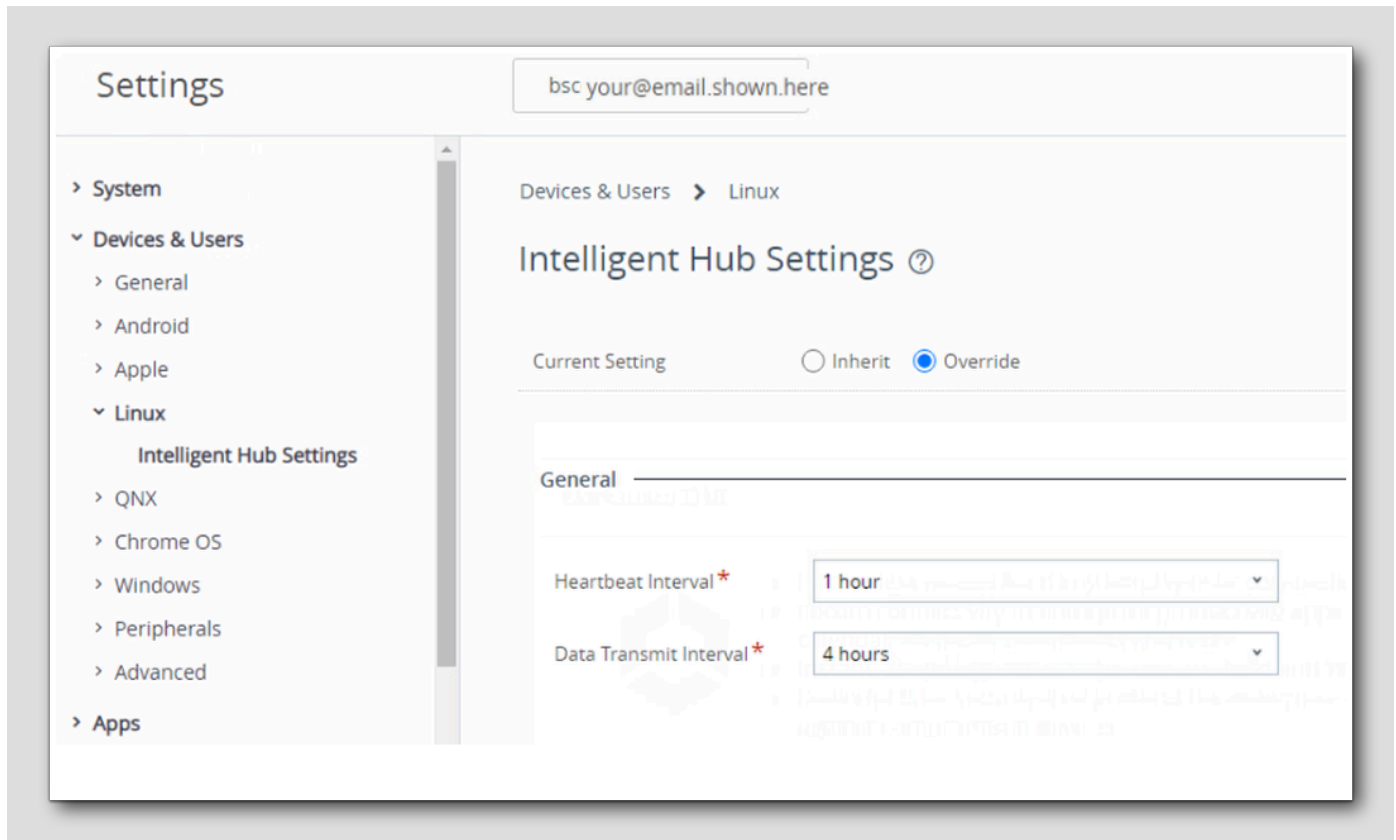 Settings
bsc your@email.shown.here
System
Devices & Users
General
Android
Apple
Linux
Intelligent Hub Settings
QNX
Chrome OS
Windows
Peripherals
Advanced
Apps
Devices & Users > Linux
Intelligent Hub Settings ?
Current Setting Inherit Override
General
Heartbeat Interval* 1 hour
Data Transmit Interval* 4 hours